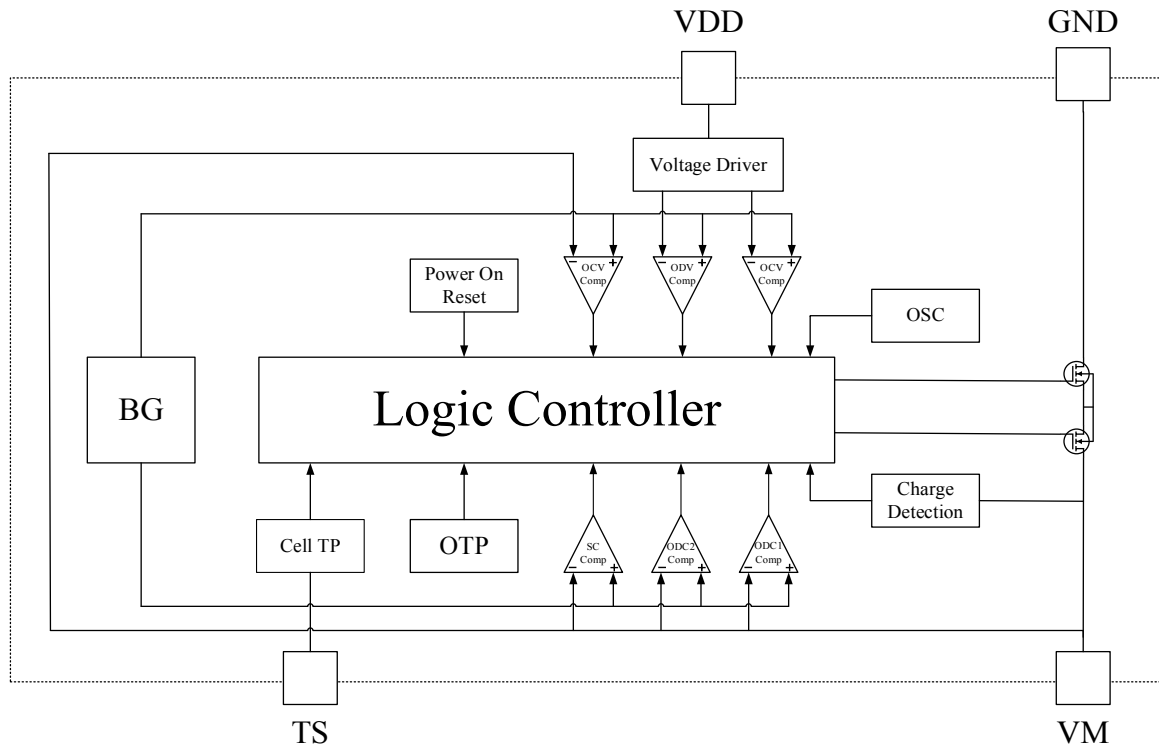 VDD
GND
Voltage Driver
− +
OCV
Comp
− +
ODV
Comp
− +
OCV
Comp
Power On
Reset
OSC
BG
Logic Controller
Charge
Detection
Cell TP
OTP
SC
Comp
− +
ODC2
Comp
− +
ODC1
Comp
− +
TS
VM